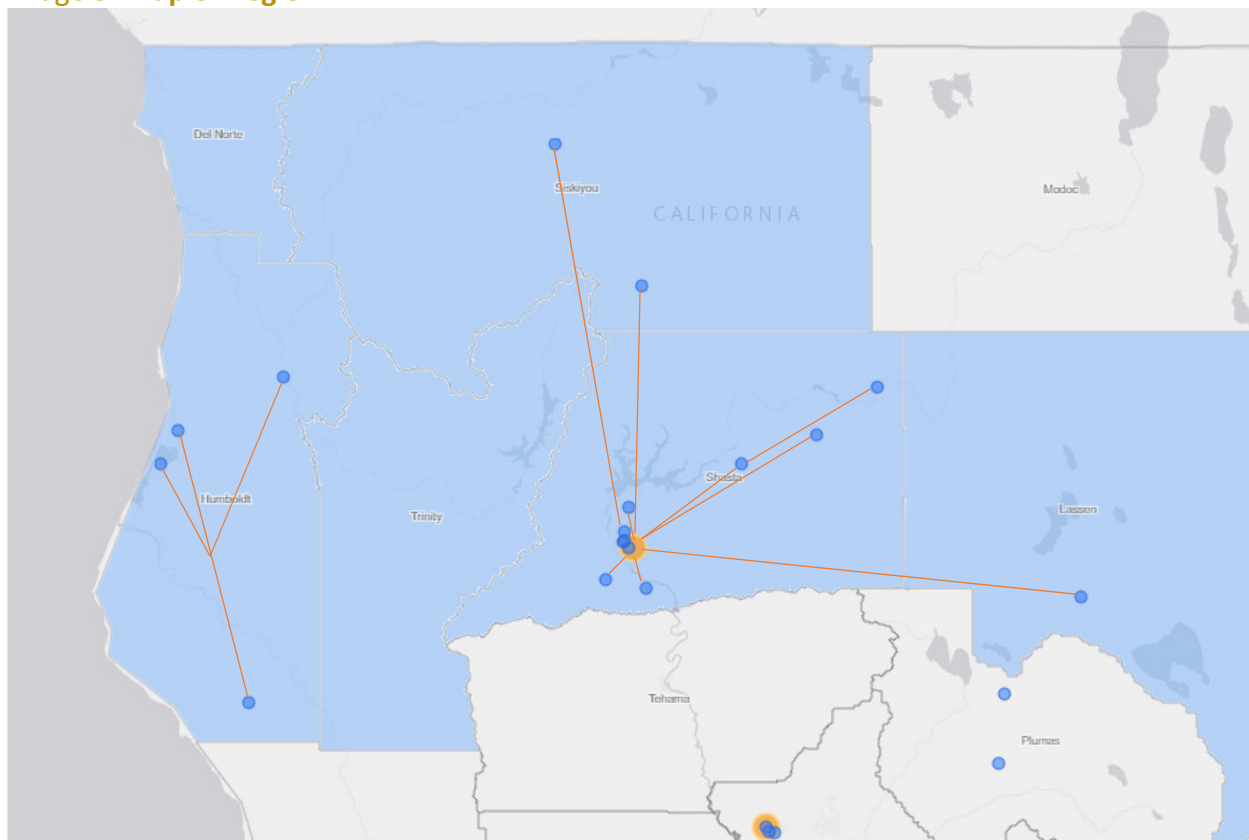 Del Norte
Siskiyou
Modoc
CALIFORNIA
Shasta
Humboldt
Trinity
Lassen
Tehama
Plumas